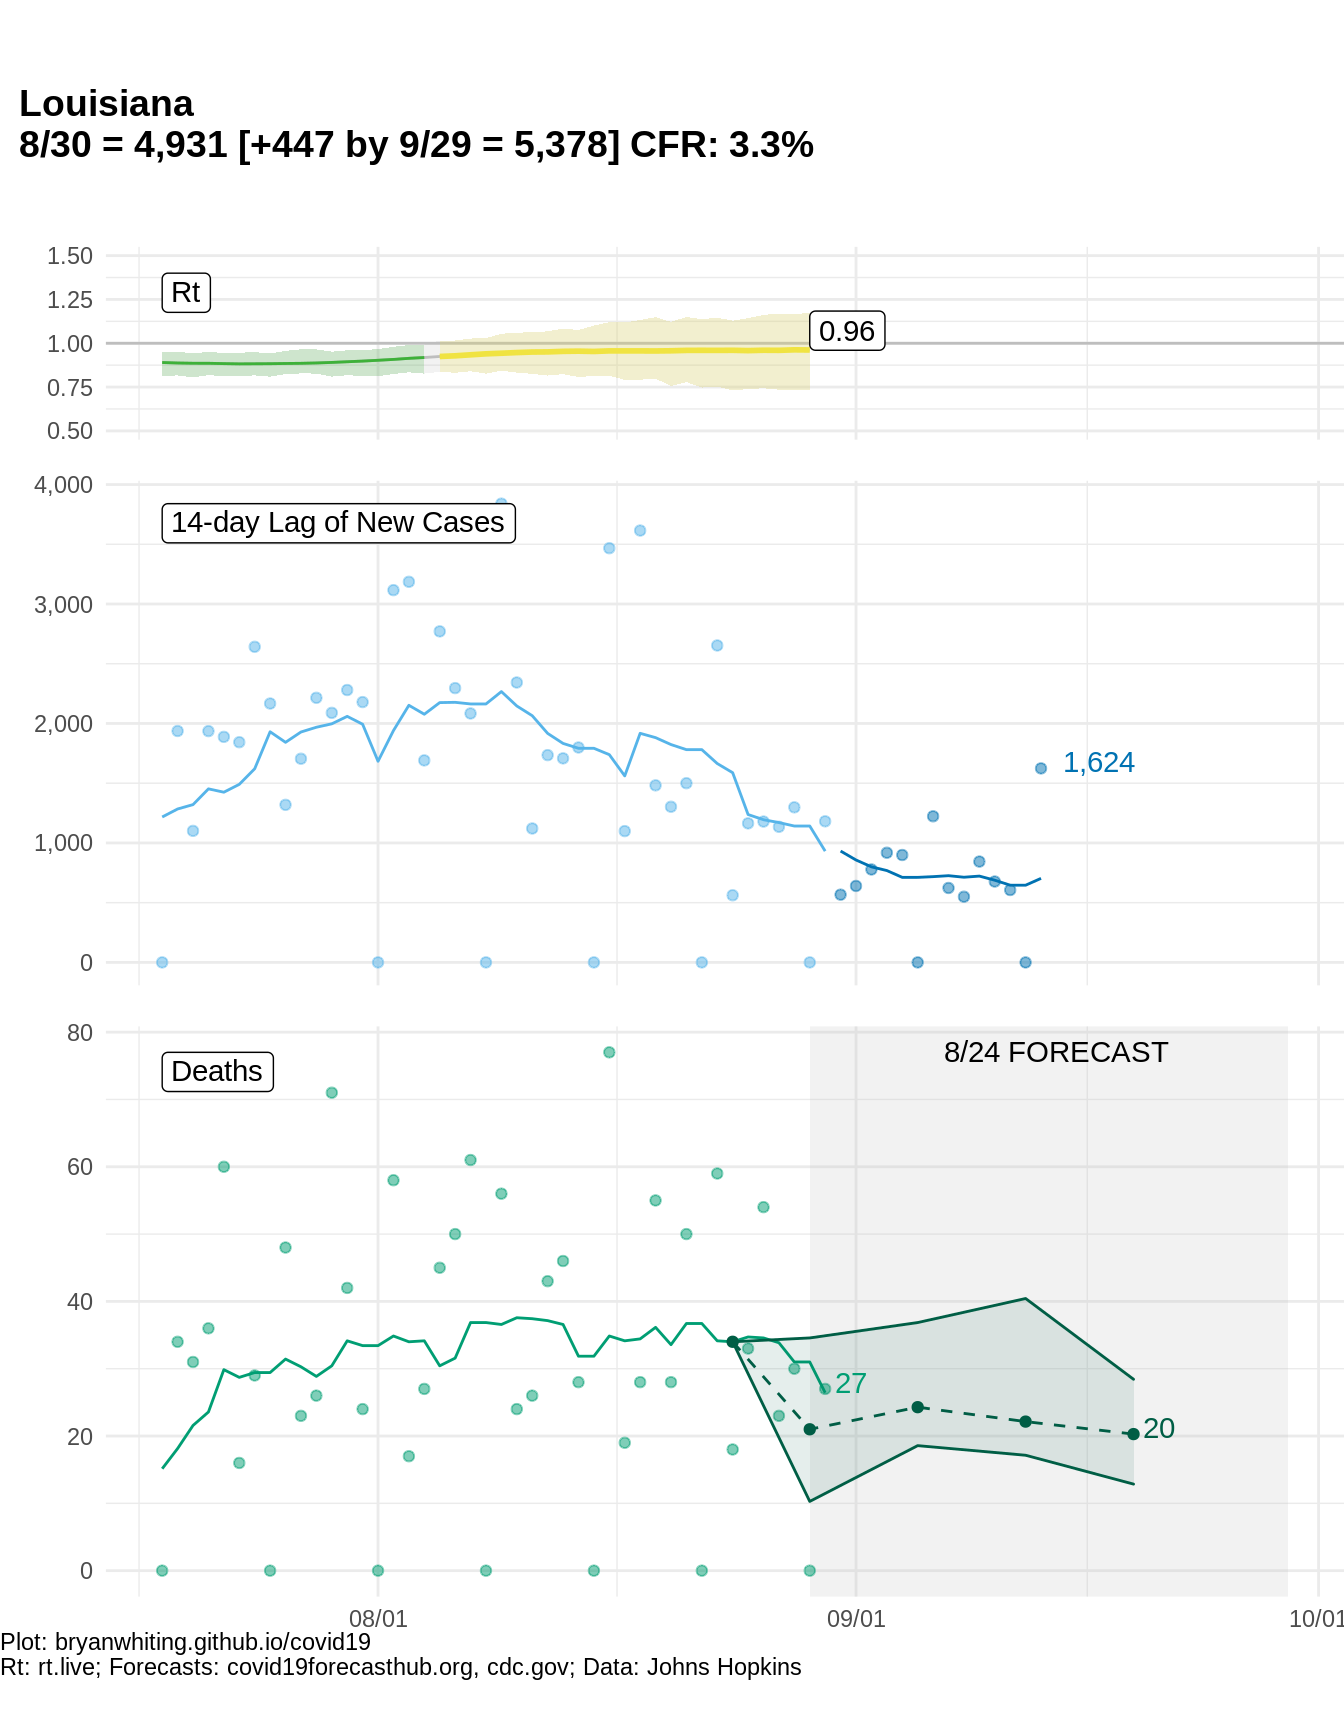 Louisiana
8/30 = 4,931 [+447 by 9/29 = 5,378] CFR: 3.3%
1.50
Rt
1.25
0.96
1.00
0.75
0.50
4,000
14-day Lag of New Cases
3,000
2,000
1,624
1,000
0
80
8/24 FORECAST
Deaths
60
40
27
20
20
0
08/01
09/01
10/01
Plot: bryanwhiting.github.io/covid19
Rt: rt.live; Forecasts: covid19forecasthub.org, cdc.gov; Data: Johns Hopkins